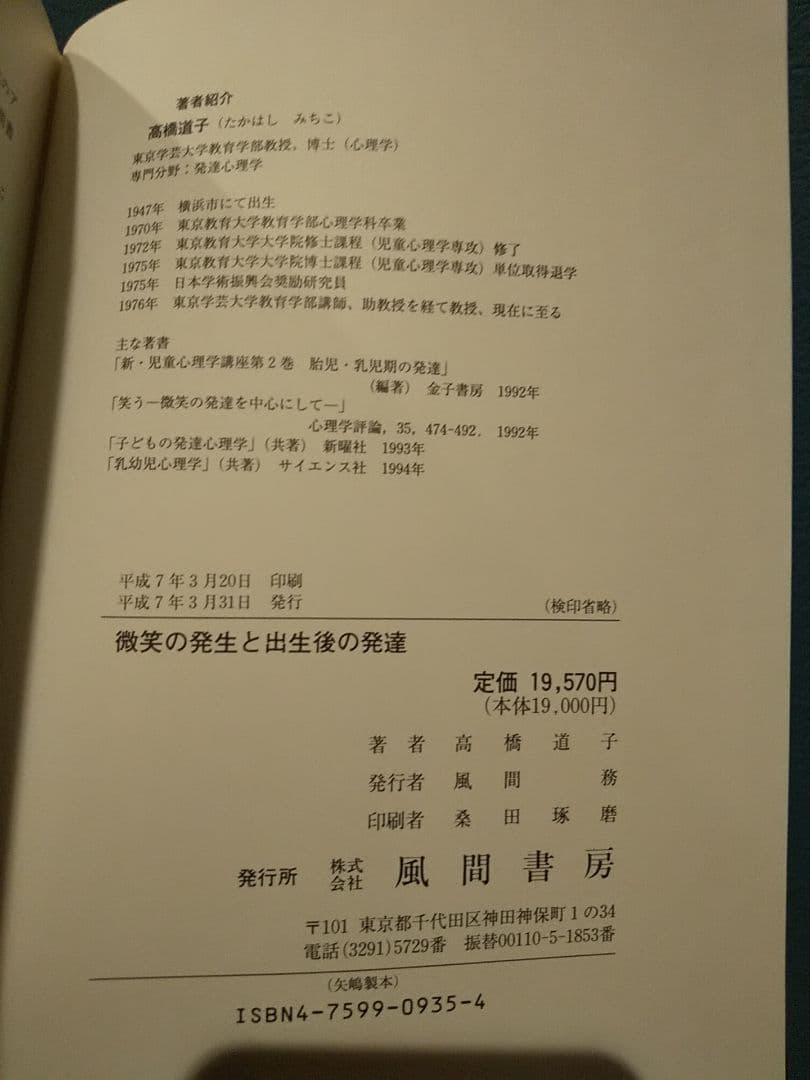 著者紹介
高橋道子（たかはし　みちこ）
東京学芸大学教育学部教授，博士（心理学）
専門分野：発達心理学
1947年　横浜市にて出生
1970年　東京教育大学教育学部心理学科卒業
1972年　東京教育大学大学院修士課程（児童心理学専攻）修了
1975年　東京教育大学大学院博士課程（児童心理学専攻）単位取得退学
1975年　日本学術振興会奨励研究員
1976年　東京学芸大学教育学部講師、助教授を経て教授、現在に至る
主な著書
「新・児童心理学講座第２巻　胎児・乳児期の発達」
（編著）　金子書房　1992年
「笑う―微笑の発達を中心にして―」
心理学評論，35，474-492．1992年
「子どもの発達心理学」（共著）　新曜社　1993年
「乳幼児心理学」（共著）　サイエンス社　1994年
平成７年３月20日　印刷
平成７年３月31日　発行
（検印省略）
微笑の発生と出生後の発達
定価 19,570円
（本体19,000円）
著　者　高　橋　道　子
発行者　風　間　　　務
印刷者　桑　田　琢　磨
発行所　株式会社　風　間　書　房
〒101 東京都千代田区神田神保町１の34
電話(3291)5729番　振替00110-5-1853番
（矢嶋製本）
ISBN4-7599-0935-4